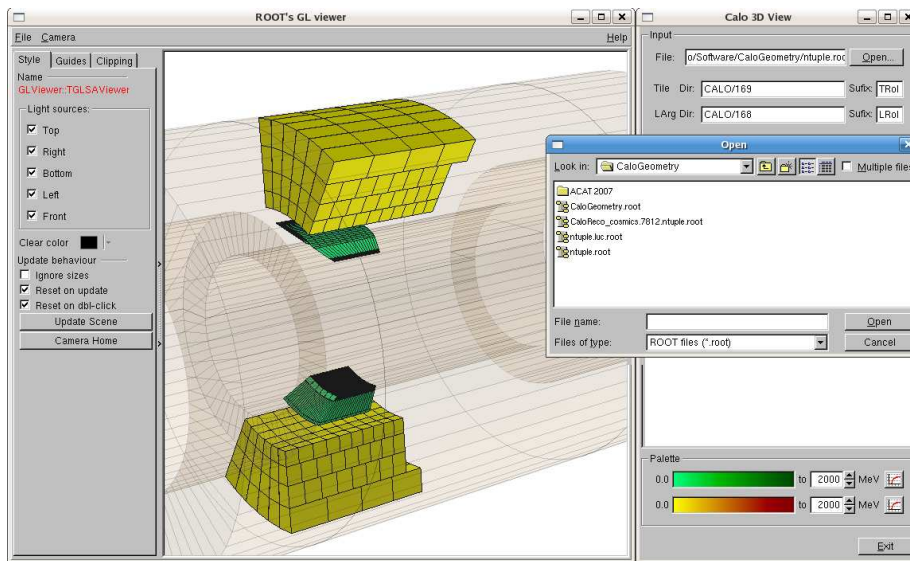 ROOT's GL viewer
File Camera Help
Style Guides Clipping
Name
GLViewer::TGLSAViewer
Light sources:
Top
Right
Bottom
Left
Front
Clear color
Update behaviour
Ignore sizes
Reset on update
Reset on dbl-click
Update Scene
Camera Home
Calo 3D View
Input
File: o/Software/CaloGeometry/ntuple.roo Open...
Tile Dir: CALO/169 Sufix: TRoI
LArg Dir: CALO/168 Sufix: LRoI
Open
Look in: CaloGeometry Multiple files
ACAT 2007
CaloGeometry.root
CaloReco_cosmics.7812.ntuple.root
ntuple.luc.root
ntuple.root
File name: Open
Files of type: ROOT files (*.root) Cancel
Palette
0.0 to 2000 MeV
0.0 to 2000 MeV
Exit